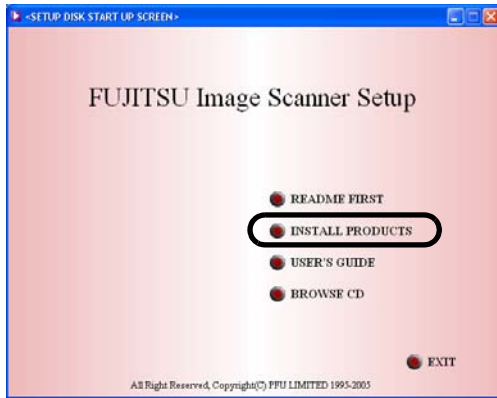 <SETUP DISK START UP SCREEN>
FUJITSU Image Scanner Setup
README FIRST
INSTALL PRODUCTS
USER'S GUIDE
BROWSE CD
EXIT
All Right Reserved, Copyright(C) PFU LIMITED 1995-2005